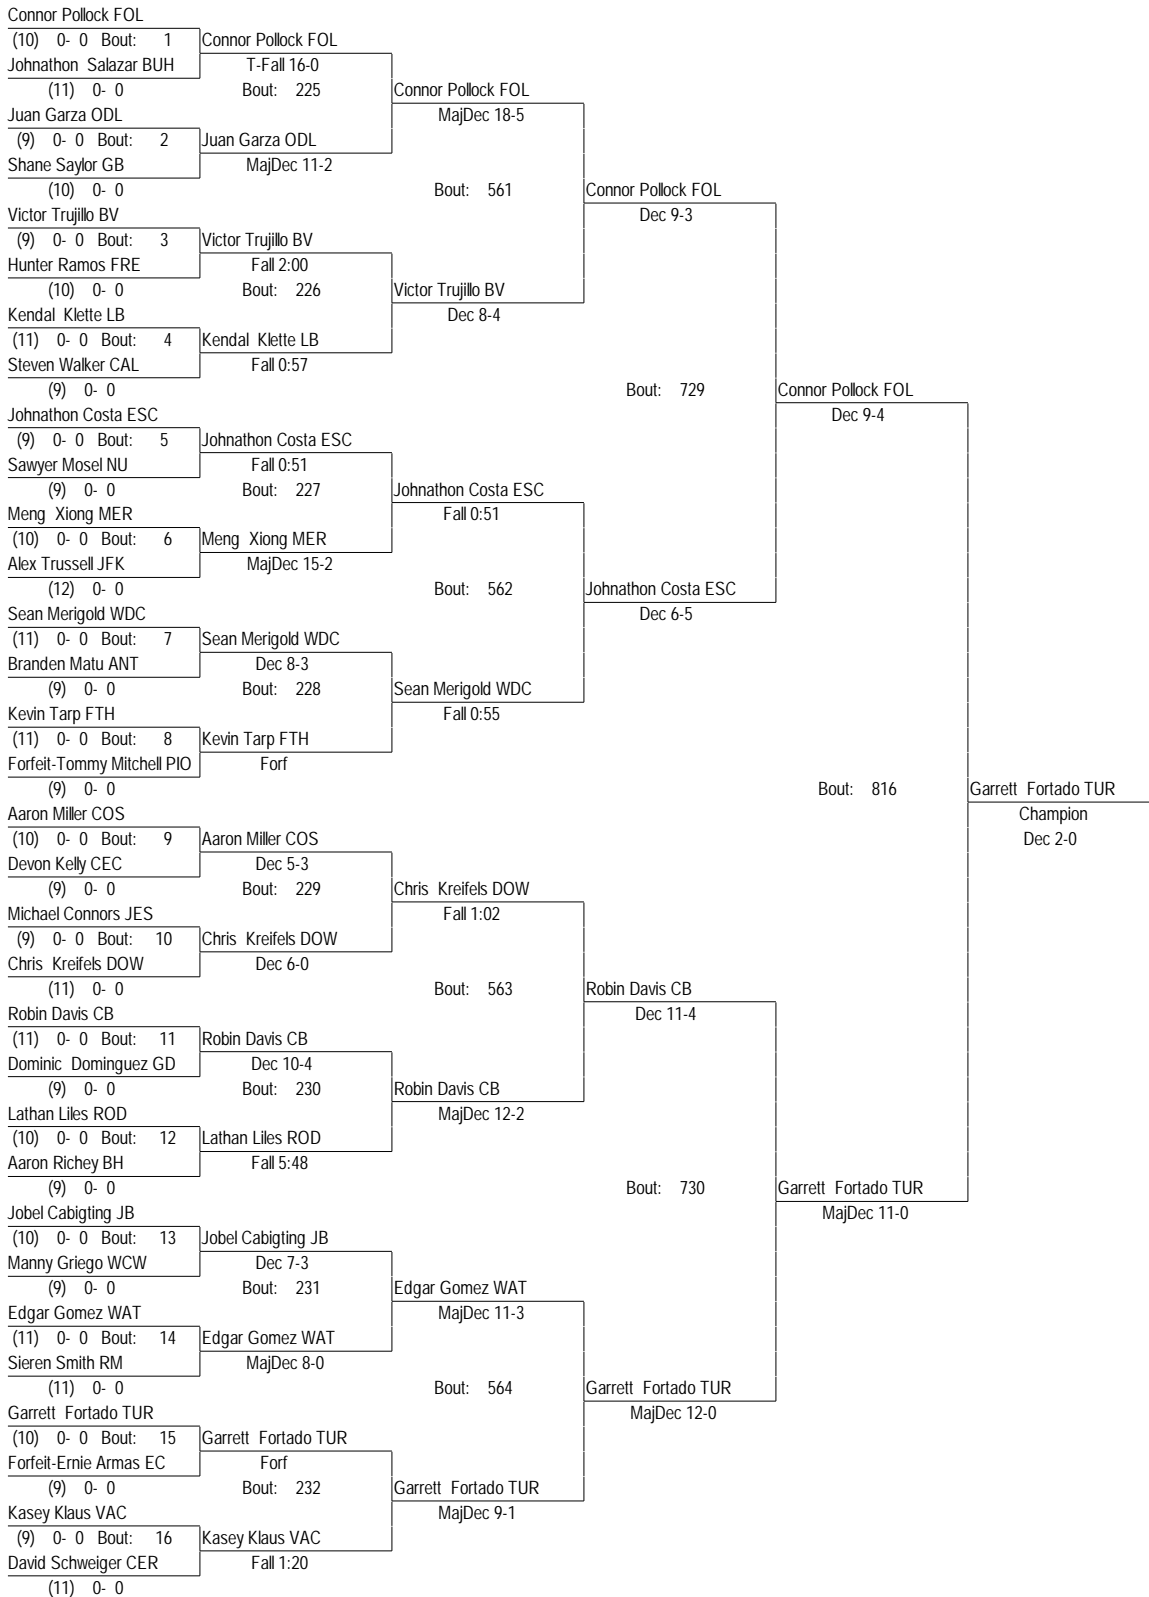 Connor Pollock FOL
(10) 0- 0 Bout: 1 Connor Pollock FOL
Johnathon Salazar BUH T-Fall 16-0
(11) 0- 0 Bout: 225 Connor Pollock FOL
Juan Garza ODL MajDec 18-5
(9) 0- 0 Bout: 2 Juan Garza ODL
Shane Saylor GB MajDec 11-2
(10) 0- 0 Bout: 561 Connor Pollock FOL
Victor Trujillo BV Dec 9-3
(9) 0- 0 Bout: 3 Victor Trujillo BV
Hunter Ramos FRE Fall 2:00
(10) 0- 0 Bout: 226 Victor Trujillo BV
Kendal Klette LB Dec 8-4
(11) 0- 0 Bout: 4 Kendal Klette LB
Steven Walker CAL Fall 0:57
(9) 0- 0 Bout: 729 Connor Pollock FOL
Johnathon Costa ESC Dec 9-4
(9) 0- 0 Bout: 5 Johnathon Costa ESC
Sawyer Mosel NU Fall 0:51
(9) 0- 0 Bout: 227 Johnathon Costa ESC
Meng Xiong MER Fall 0:51
(10) 0- 0 Bout: 6 Meng Xiong MER
Alex Trussell JFK MajDec 15-2
(12) 0- 0 Bout: 562 Johnathon Costa ESC
Sean Merigold WDC Dec 6-5
(11) 0- 0 Bout: 7 Sean Merigold WDC
Branden Matu ANT Dec 8-3
(9) 0- 0 Bout: 228 Sean Merigold WDC
Kevin Tarp FTH Fall 0:55
(11) 0- 0 Bout: 8 Kevin Tarp FTH
Forfeit-Tommy Mitchell PIO Forf
(9) 0- 0 Bout: 816 Garrett Fortado TUR
Aaron Miller COS Champion
(10) 0- 0 Bout: 9 Aaron Miller COS Dec 2-0
Devon Kelly CEC Dec 5-3
(9) 0- 0 Bout: 229 Chris Kreifels DOW
Michael Connors JES Fall 1:02
(9) 0- 0 Bout: 10 Chris Kreifels DOW
Chris Kreifels DOW Dec 6-0
(11) 0- 0 Bout: 563 Robin Davis CB
Robin Davis CB Dec 11-4
(11) 0- 0 Bout: 11 Robin Davis CB
Dominic Dominguez GD Dec 10-4
(9) 0- 0 Bout: 230 Robin Davis CB
Lathan Liles ROD MajDec 12-2
(10) 0- 0 Bout: 12 Lathan Liles ROD
Aaron Richey BH Fall 5:48
(9) 0- 0 Bout: 730 Garrett Fortado TUR
Jobel Cabigting JB MajDec 11-0
(10) 0- 0 Bout: 13 Jobel Cabigting JB
Manny Griego WCW Dec 7-3
(9) 0- 0 Bout: 231 Edgar Gomez WAT
Edgar Gomez WAT MajDec 11-3
(11) 0- 0 Bout: 14 Edgar Gomez WAT
Sieren Smith RM MajDec 8-0
(11) 0- 0 Bout: 564 Garrett Fortado TUR
Garrett Fortado TUR MajDec 12-0
(10) 0- 0 Bout: 15 Garrett Fortado TUR
Forfeit-Ernie Armas EC Forf
(9) 0- 0 Bout: 232 Garrett Fortado TUR
Kasey Klaus VAC MajDec 9-1
(9) 0- 0 Bout: 16 Kasey Klaus VAC
David Schweiger CER Fall 1:20
(11) 0- 0